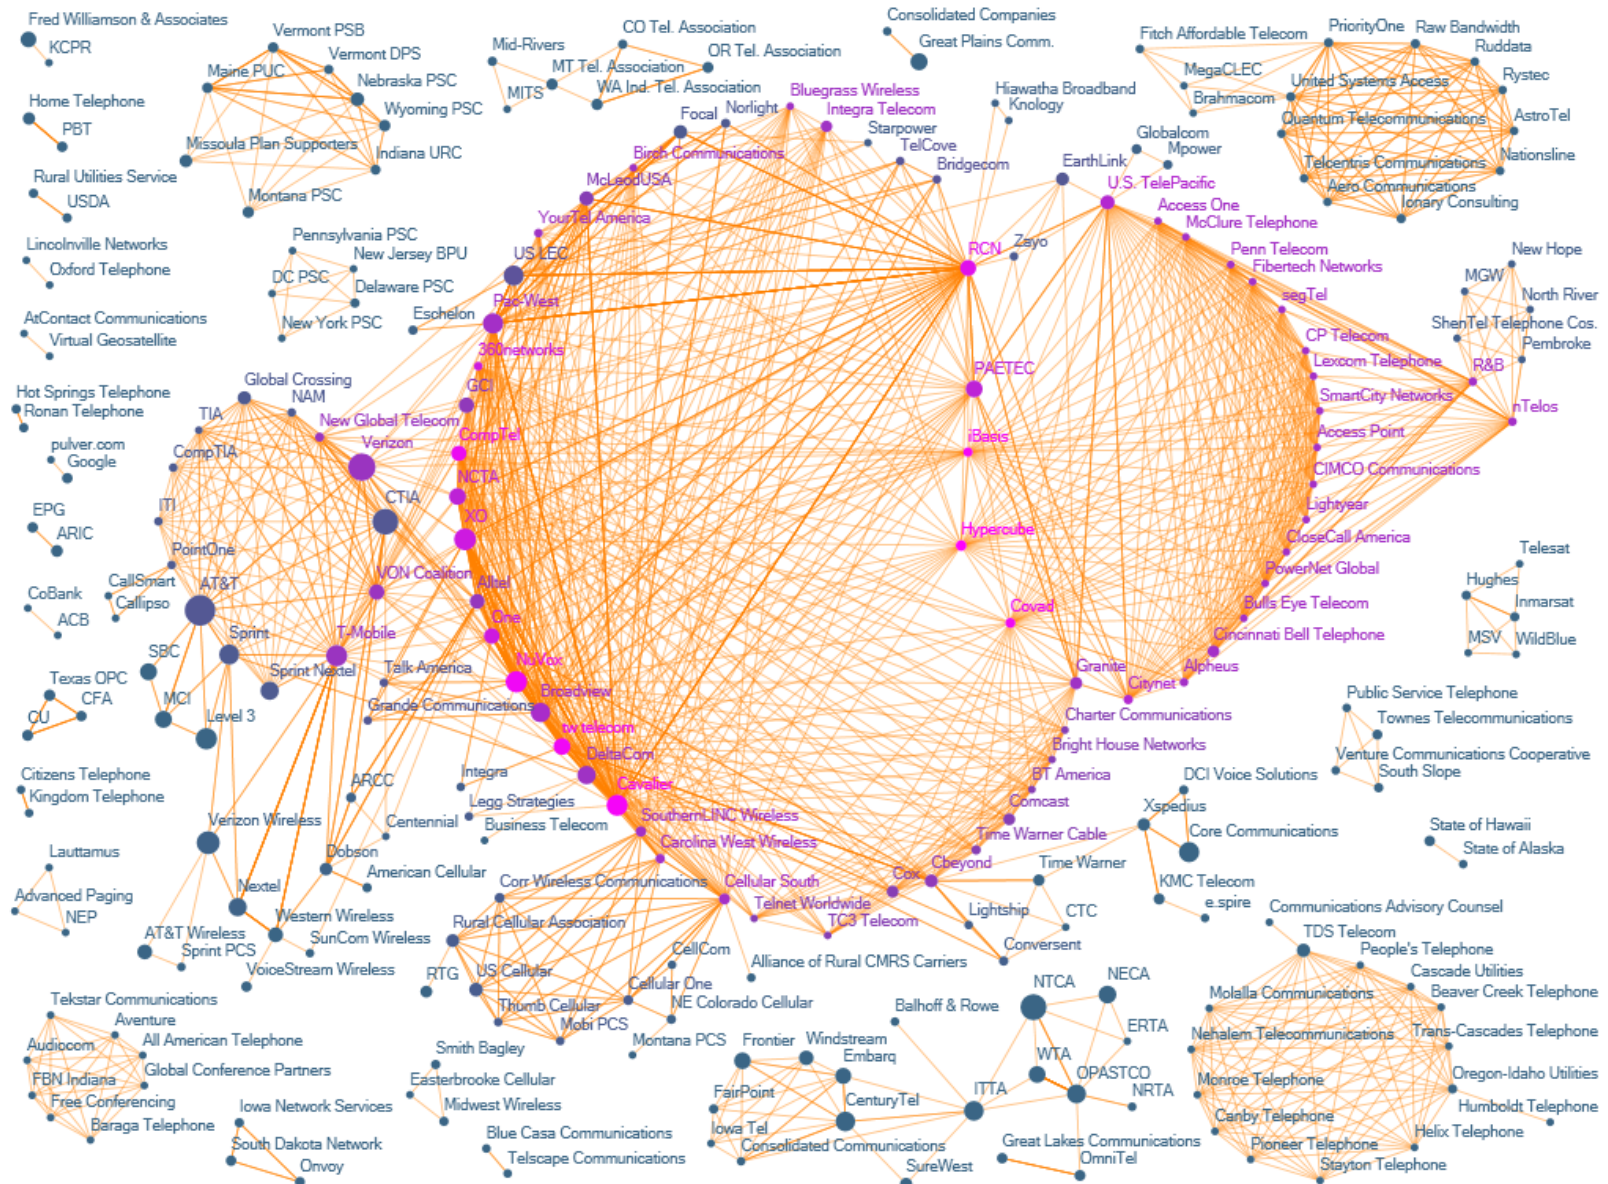 Fred Williamson & Associates
KCPR
Vermont PSB
Vermont DPS
Maine PUC
Nebraska PSC
Wyoming PSC
Home Telephone
PBT
Missoula Plan Supporters
Indiana URC
Montana PSC
Rural Utilities Service
USDA
Lincolnville Networks
Oxford Telephone
Pennsylvania PSC
New Jersey BPU
DC PSC
Delaware PSC
New York PSC
AtContact Communications
Virtual Geosatellite
Hot Springs Telephone
Ronan Telephone
pulver.com
Google
EPG
ARIC
CoBank
ACB
Texas OPC
CFA
CU
Citizens Telephone
Kingdom Telephone
Lauttamus
Advanced Paging
NEP
Mid-Rivers
CO Tel. Association
OR Tel. Association
MT Tel. Association
MITS
WA Ind. Tel. Association
Consolidated Companies
Great Plains Comm.
Hiawatha Broadband
Knology
Globalcom
Mpower
EarthLink
Zayo
Fitch Affordable Telecom
MegaCLEC
Brahmacom
PriorityOne
Raw Bandwidth
Ruddata
United Systems Access
Rystec
Quantum Telecommunications
AstroTel
Telcentris Communications
Nationsline
Aero Communications
Ionary Consulting
New Hope
MGW
North River
ShenTel Telephone Cos.
Pembroke
R&B
nTelos
Focal
Norlight
Bluegrass Wireless
Integra Telecom
Starpower
TelCove
Bridgecom
Birch Communications
McLeodUSA
YourTel America
US LEC
Pac-West
Eschelon
360networks
GCI
CompTel
NCTA
XO
Alltel
One
NuVox
Broadview
tw telecom
DeltaCom
Cavalier
SouthernLINC Wireless
Carolina West Wireless
Cellular South
Telnet Worldwide
TC3 Telecom
Cox
Cbeyond
Time Warner Cable
Comcast
BT America
Bright House Networks
Charter Communications
Granite
Citynet
Alpheus
Cincinnati Bell Telephone
Bulls Eye Telecom
PowerNet Global
CloseCall America
Lightyear
CIMCO Communications
Access Point
SmartCity Networks
Lexcom Telephone
CP Telecom
segTel
Fibertech Networks
Penn Telecom
McClure Telephone
Access One
U.S. TelePacific
RCN
PAETEC
iBasis
Hypercube
Covad
Global Crossing
NAM
TIA
New Global Telecom
CompTIA
Verizon
CTIA
ITI
PointOne
VON Coalition
AT&T
CallSmart
Callipso
Sprint
T-Mobile
SBC
Sprint Nextel
MCI
Level 3
Talk America
Grande Communications
Integra
Legg Strategies
Business Telecom
ARCC
Centennial
Verizon Wireless
Dobson
American Cellular
Nextel
Western Wireless
AT&T Wireless
SunCom Wireless
Sprint PCS
VoiceStream Wireless
Corr Wireless Communications
Rural Cellular Association
RTG
US Cellular
CellCom
Cellular One
Thumb Cellular
NE Colorado Cellular
Mobi PCS
Montana PCS
Alliance of Rural CMRS Carriers
Time Warner
Lightship
CTC
Conversent
DCI Voice Solutions
Xspedius
Core Communications
KMC Telecom
e.spire
Telesat
Hughes
Inmarsat
MSV
WildBlue
Public Service Telephone
Townes Telecommunications
Venture Communications Cooperative
South Slope
State of Hawaii
State of Alaska
Communications Advisory Counsel
TDS Telecom
People's Telephone
Cascade Utilities
Molalla Communications
Beaver Creek Telephone
Nehalem Telecommunications
Trans-Cascades Telephone
Monroe Telephone
Oregon-Idaho Utilities
Canby Telephone
Humboldt Telephone
Pioneer Telephone
Helix Telephone
Stayton Telephone
Tekstar Communications
Aventure
Audiocom
All American Telephone
FBN Indiana
Global Conference Partners
Free Conferencing
Baraga Telephone
Iowa Network Services
South Dakota Network
Onvoy
Smith Bagley
Easterbrooke Cellular
Midwest Wireless
Blue Casa Communications
Telscape Communications
Frontier
Windstream
Embarq
FairPoint
CenturyTel
Iowa Tel
Consolidated Communications
SureWest
Balhoff & Rowe
ITTA
NTCA
NECA
ERTA
WTA
OPASTCO
NRTA
Great Lakes Communications
OmniTel